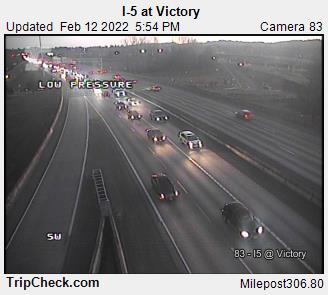 I-5 at Victory
Updated Feb 12 2022 5:54 PM Camera 83
LOW PRESSURE
SW
83 - I5 @ Victory
TripCheck.com Milepost306.80